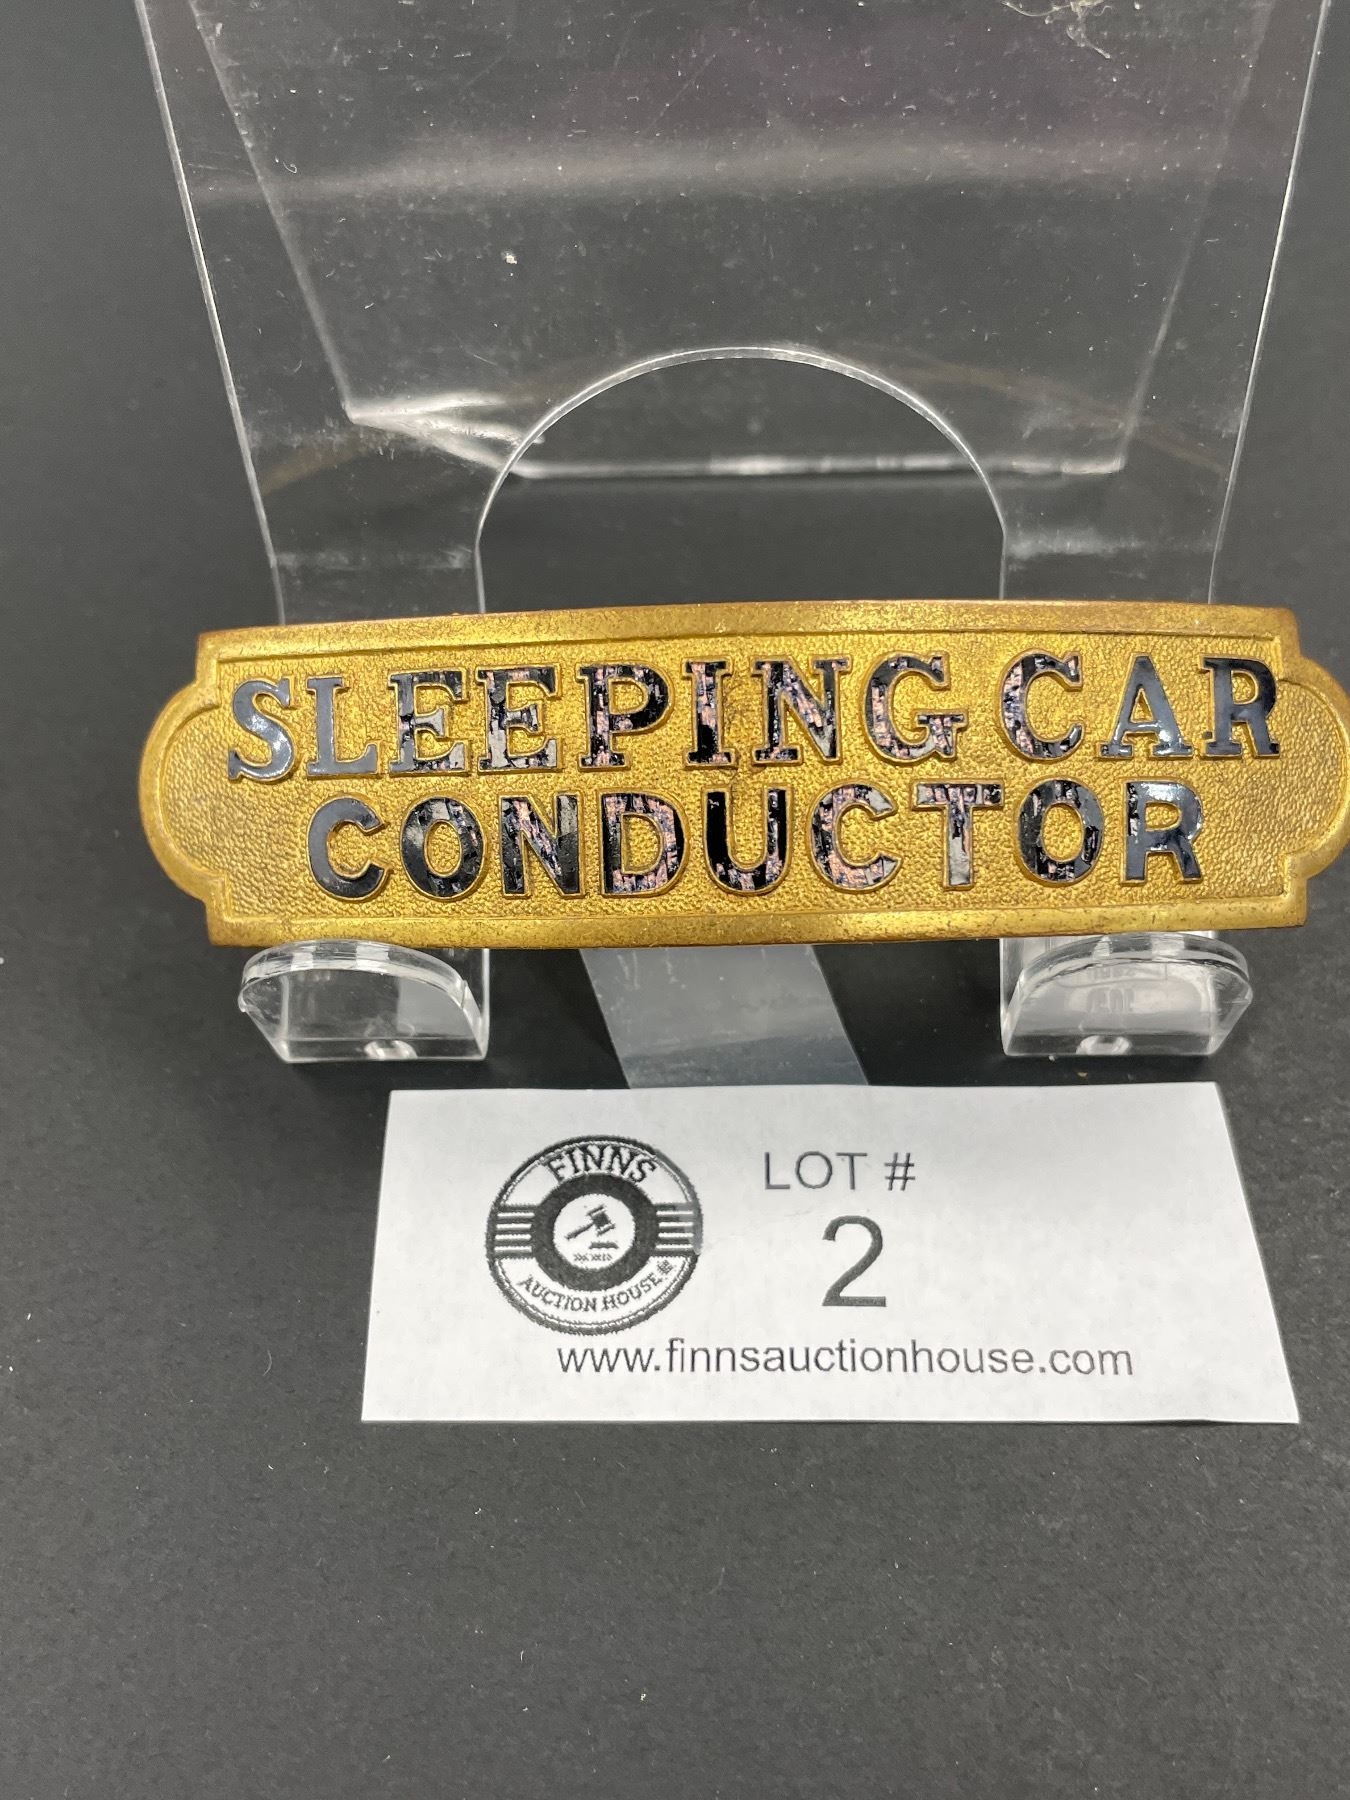 SLEEPING CAR
CONDUCTOR
FINNS
AUCTION HOUSE
LOT #
2
www.finnsauctionhouse.com